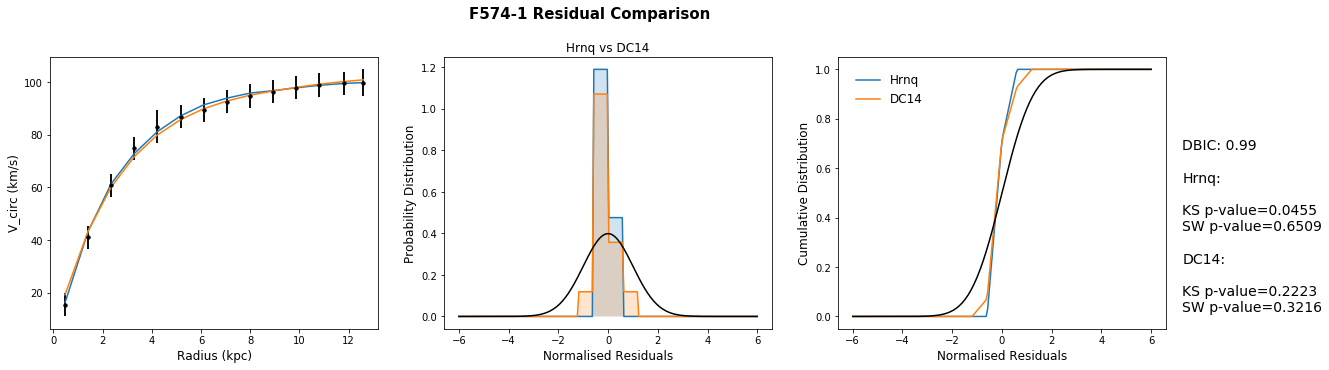 F574-1 Residual Comparison
V_circ (km/s)
100
80
60
40
20
0 2 4 6 8 10 12
Radius (kpc)
Hrnq vs DC14
Probability Distribution
1.2
1.0
0.8
0.6
0.4
0.2
0.0
−6 −4 −2 0 2 4 6
Normalised Residuals
Cumulative Distribution
1.0
0.8
0.6
0.4
0.2
0.0
Hrnq
DC14
−6 −4 −2 0 2 4 6
Normalised Residuals
DBIC: 0.99
Hrnq:
KS p-value=0.0455
SW p-value=0.6509
DC14:
KS p-value=0.2223
SW p-value=0.3216